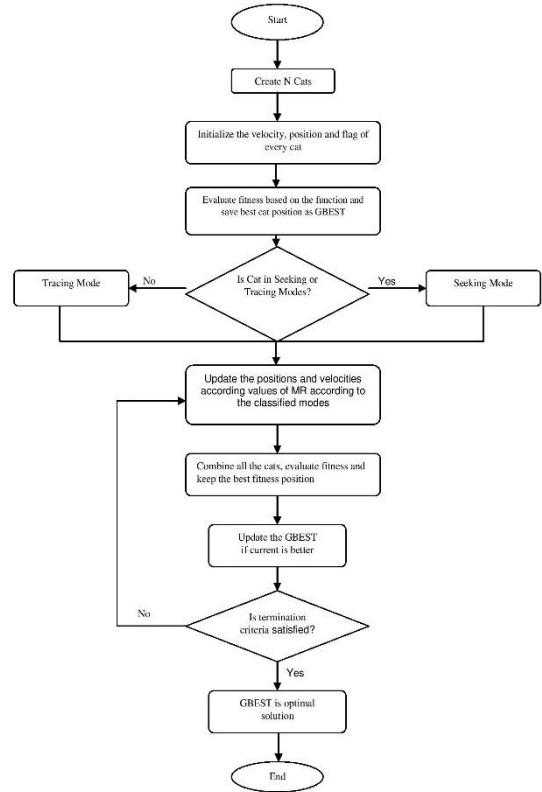 Start
Create N Cats
Initialize the velocity, position and flag of
every cat
Evaluate fitness based on the function and
save best cat position as GBEST
Is Cat in Seeking or
Tracing Modes?
No
Yes
Tracing Mode
Seeking Mode
Update the positions and velocities
according values of MR according to
the classified modes
Combine all the cats, evaluate fitness and
keep the best fitness position
Update the GBEST
if current is better
Is termination
criteria satisfied?
No
Yes
GBEST is optimal
solution
End